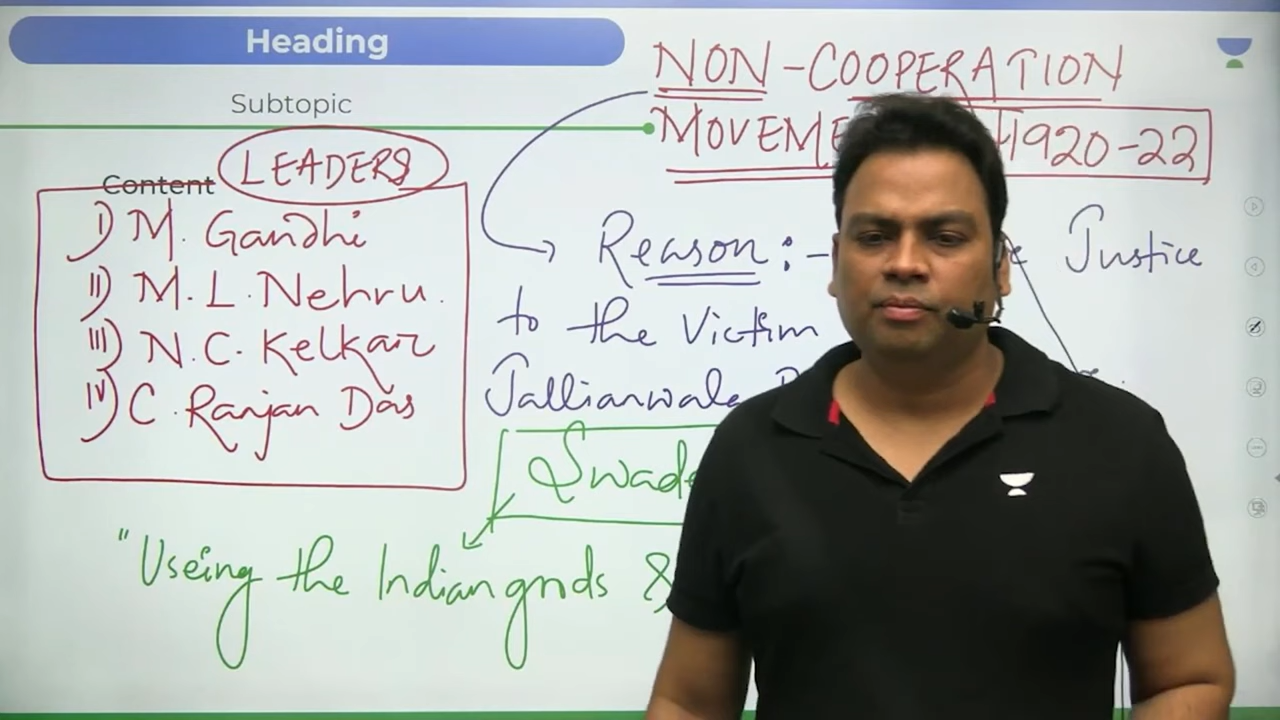 Heading
Subtopic
Content
LEADERS
I) M. Gandhi
II) M. L. Nehru.
III) N. C. Kelkar
IV) C. Ranjan Das
NON-COOPERATION
MOVEME 1920-22
Reason :- Justice
to the Victim
Jallianwala
Swade
"Useing the Indian goods &